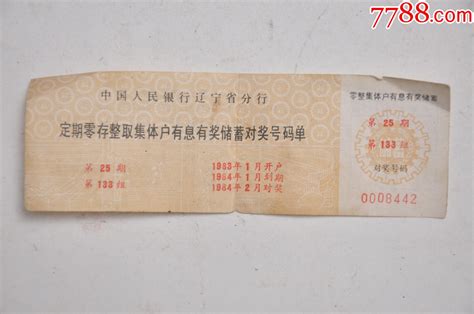 7788.com
中国人民银行辽宁省分行
定期零存整取集体户有息有奖储蓄对奖号码单
第25期
第133组
1983年1月开户
1984年1月到期
1984年2月对奖
零整集体户有息有奖储蓄
第25期
第133组
对奖号码
0008442